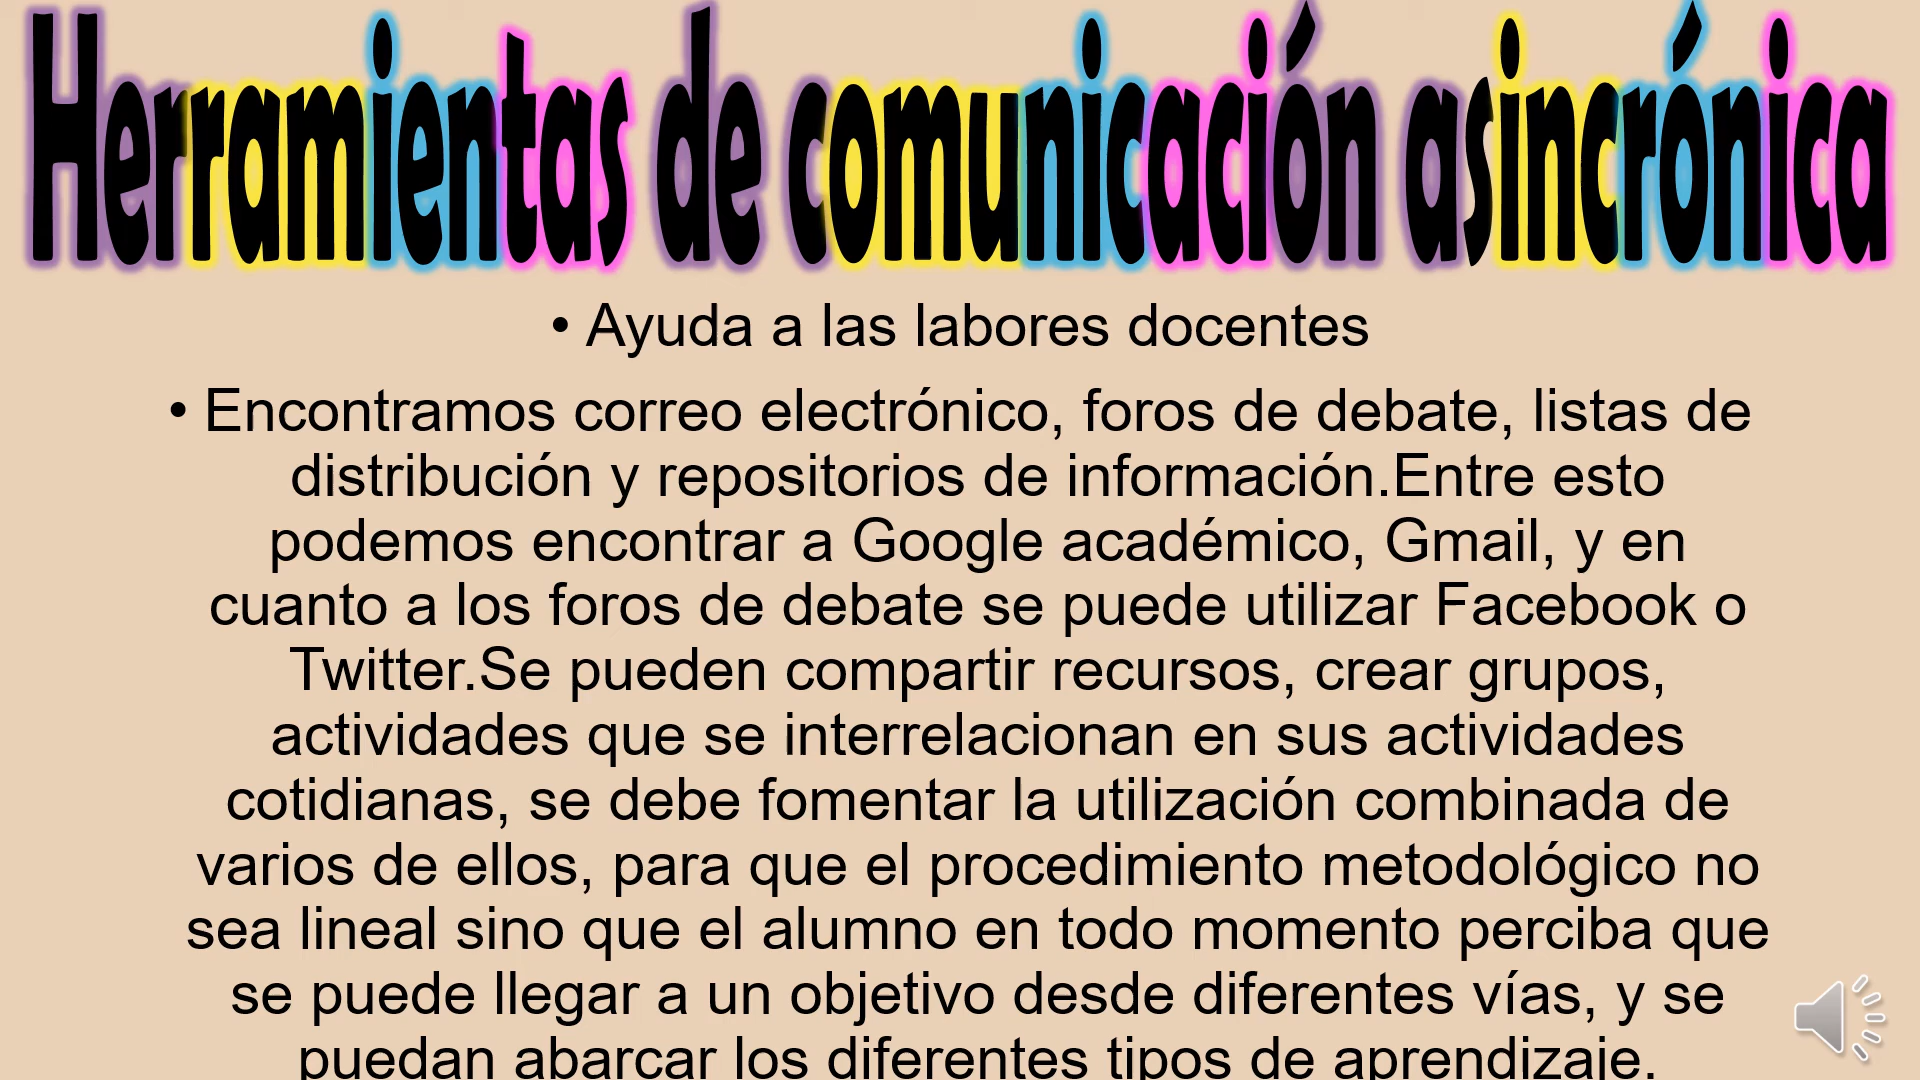 Herramientas de comunicación asincrónica
• Ayuda a las labores docentes
• Encontramos correo electrónico, foros de debate, listas de
distribución y repositorios de información.Entre esto
podemos encontrar a Google académico, Gmail, y en
cuanto a los foros de debate se puede utilizar Facebook o
Twitter.Se pueden compartir recursos, crear grupos,
actividades que se interrelacionan en sus actividades
cotidianas, se debe fomentar la utilización combinada de
varios de ellos, para que el procedimiento metodológico no
sea lineal sino que el alumno en todo momento perciba que
se puede llegar a un objetivo desde diferentes vías, y se
puedan abarcar los diferentes tipos de aprendizaje.